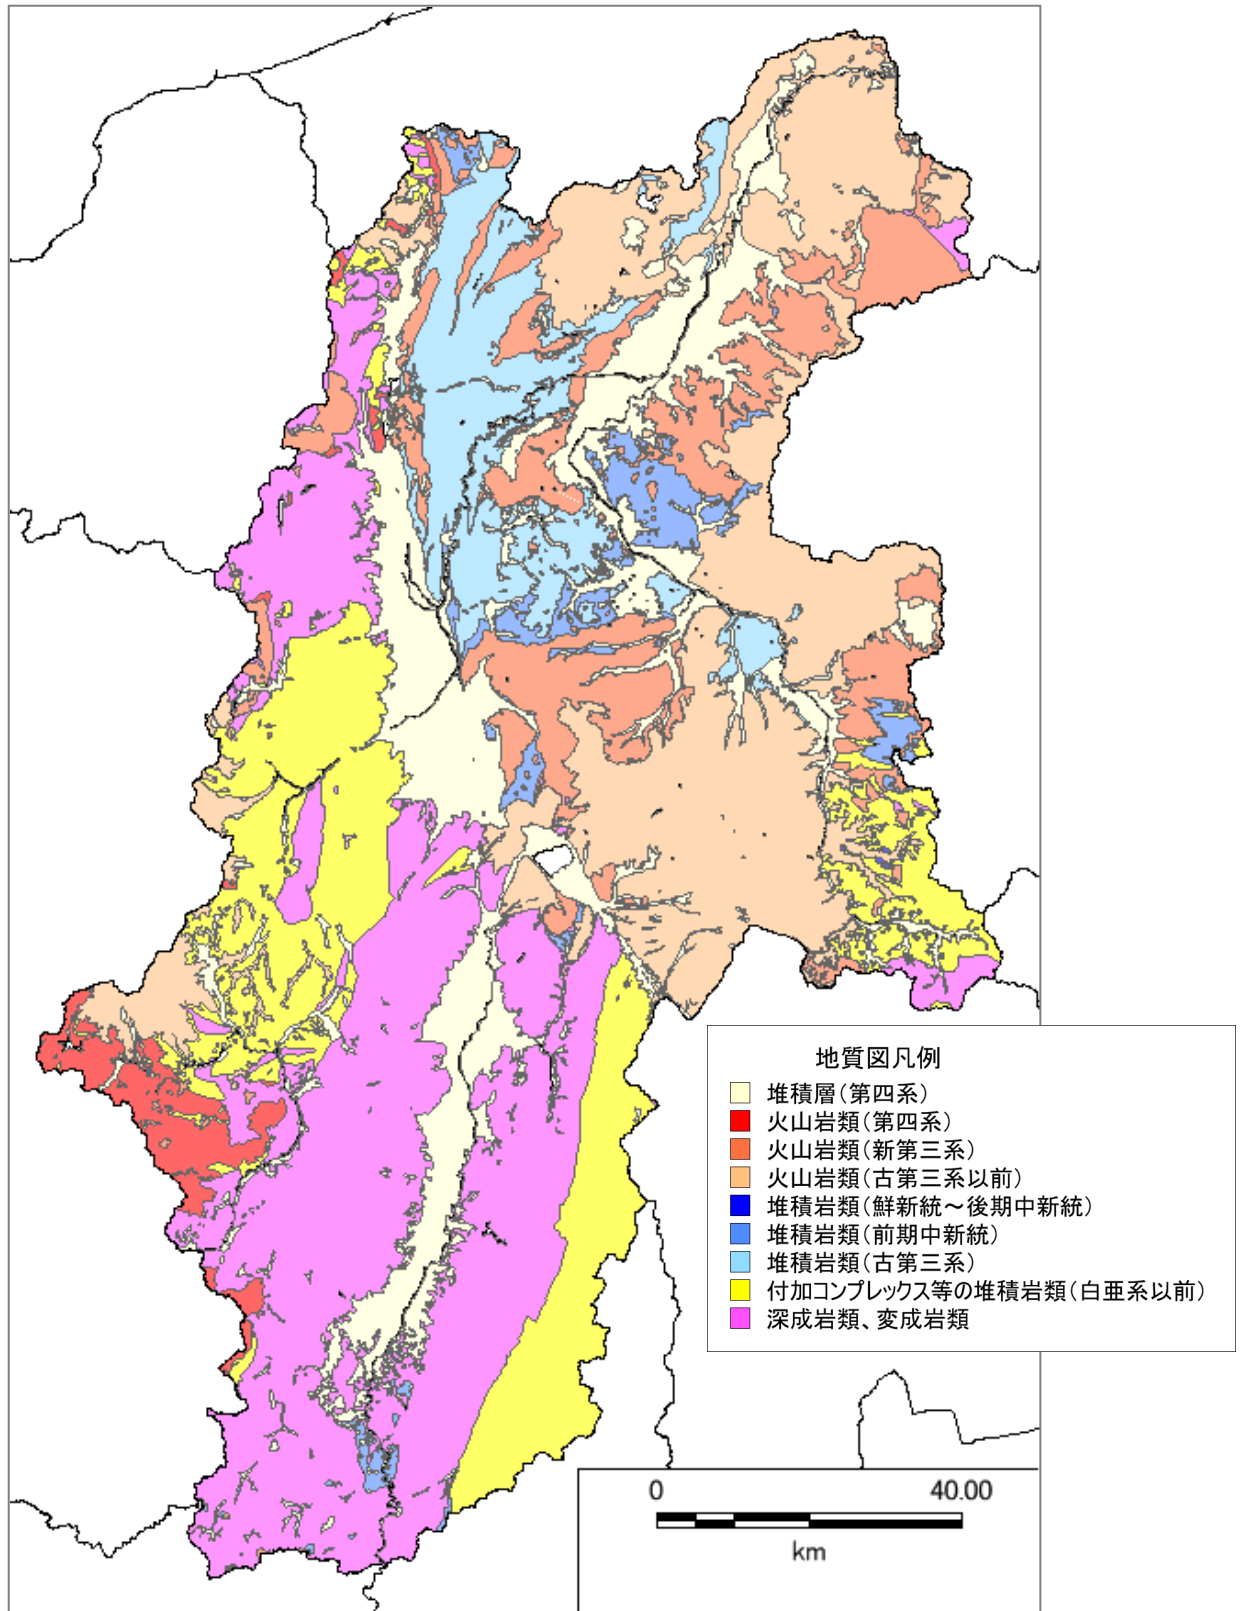 地質図凡例
堆積層(第四系)
火山岩類(第四系)
火山岩類(新第三系)
火山岩類(古第三系以前)
堆積岩類(鮮新統～後期中新統)
堆積岩類(前期中新統)
堆積岩類(古第三系)
付加コンプレックス等の堆積岩類(白亜系以前)
深成岩類、変成岩類
0 40.00
km